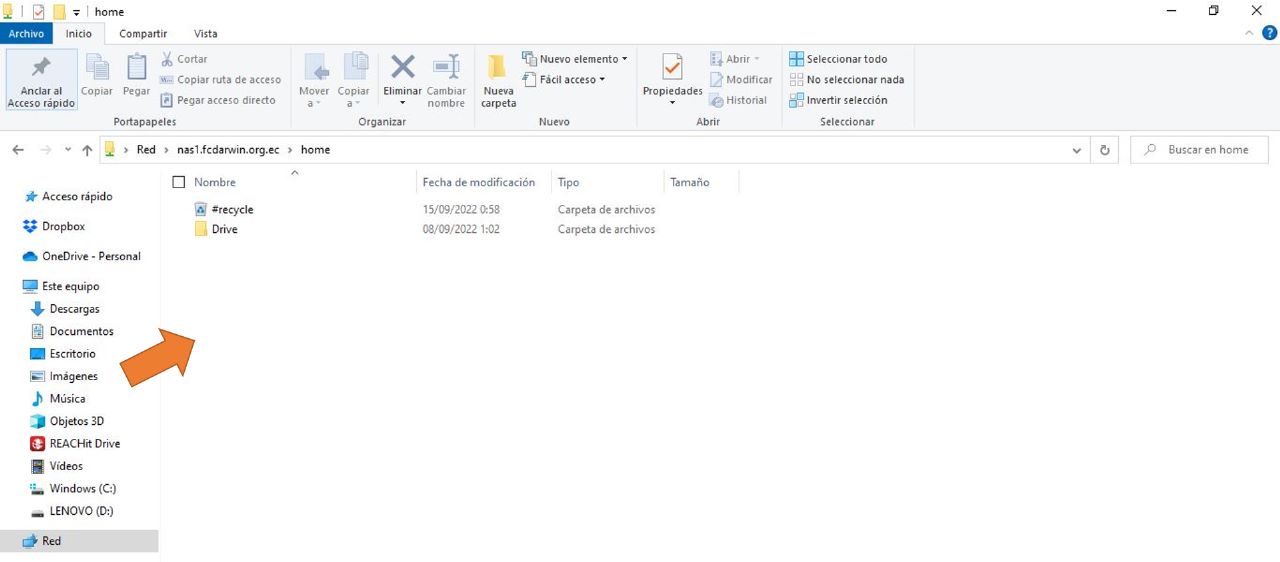 home
Archivo Inicio Compartir Vista
Anclar al Acceso rápido
Copiar
Pegar
Cortar
Copiar ruta de acceso
Pegar acceso directo
Portapapeles
Mover a
Copiar a
Eliminar
Cambiar nombre
Organizar
Nueva carpeta
Nuevo elemento
Fácil acceso
Nuevo
Propiedades
Abrir
Modificar
Historial
Abrir
Seleccionar todo
No seleccionar nada
Invertir selección
Seleccionar
Red > nas1.fcdarwin.org.ec > home
Buscar en home
Acceso rápido
Dropbox
OneDrive - Personal
Este equipo
Descargas
Documentos
Escritorio
Imágenes
Música
Objetos 3D
REACHit Drive
Vídeos
Windows (C:)
LENOVO (D:)
Red
Nombre Fecha de modificación Tipo Tamaño
#recycle 15/09/2022 0:58 Carpeta de archivos
Drive 08/09/2022 1:02 Carpeta de archivos